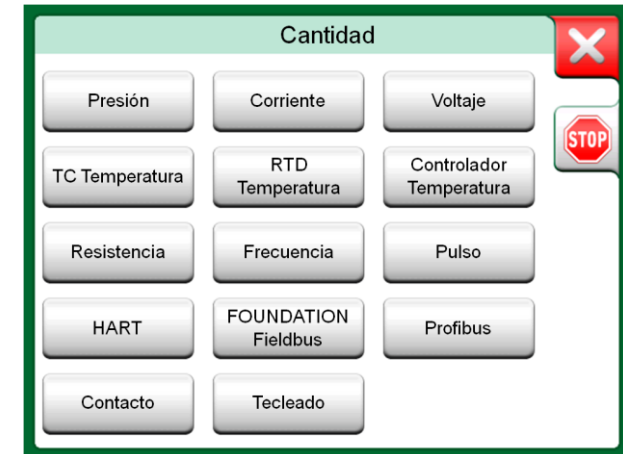 Cantidad
Presión
Corriente
Voltaje
STOP
TC Temperatura
RTD
Temperatura
Controlador
Temperatura
Resistencia
Frecuencia
Pulso
HART
FOUNDATION
Fieldbus
Profibus
Contacto
Tecleado